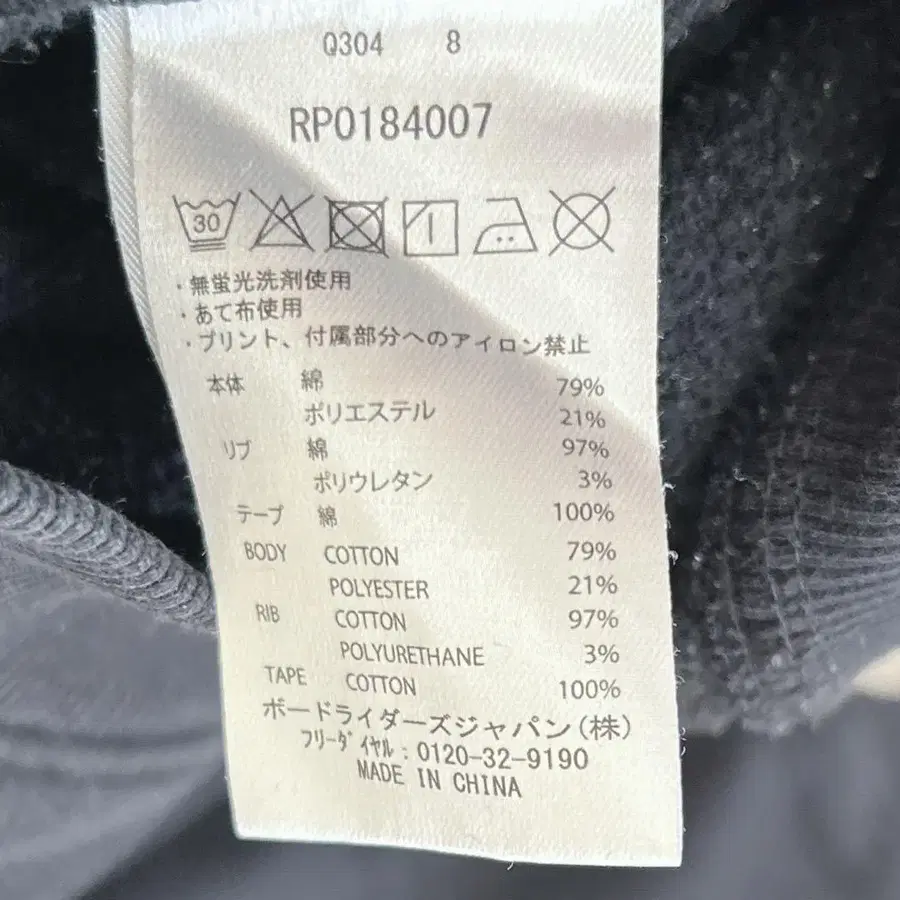 Q304 8
RP0184007
30
・無蛍光洗剤使用
・あて布使用
・プリント、付属部分へのアイロン禁止
本体 綿 79%
ポリエステル 21%
リブ 綿 97%
ポリウレタン 3%
テープ 綿 100%
BODY COTTON 79%
POLYESTER 21%
RIB COTTON 97%
POLYURETHANE 3%
TAPE COTTON 100%
ボードライダーズジャパン(株)
フリーダイヤル:0120-32-9190
MADE IN CHINA